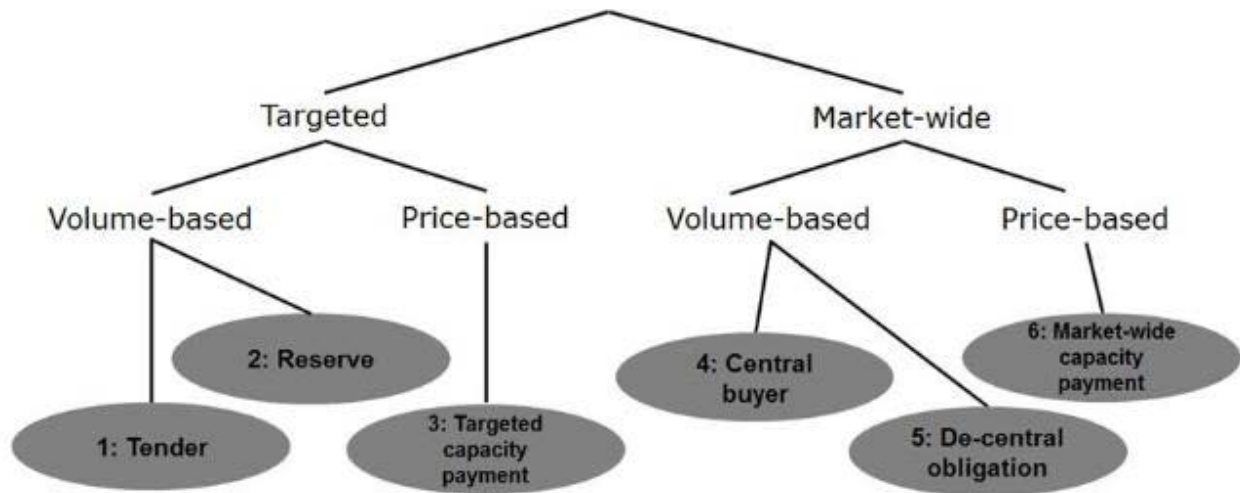 Targeted
Market-wide
Volume-based
Price-based
Volume-based
Price-based
2: Reserve
6: Market-wide
capacity
payment
4: Central
buyer
1: Tender
3: Targeted
capacity
payment
5: De-central
obligation